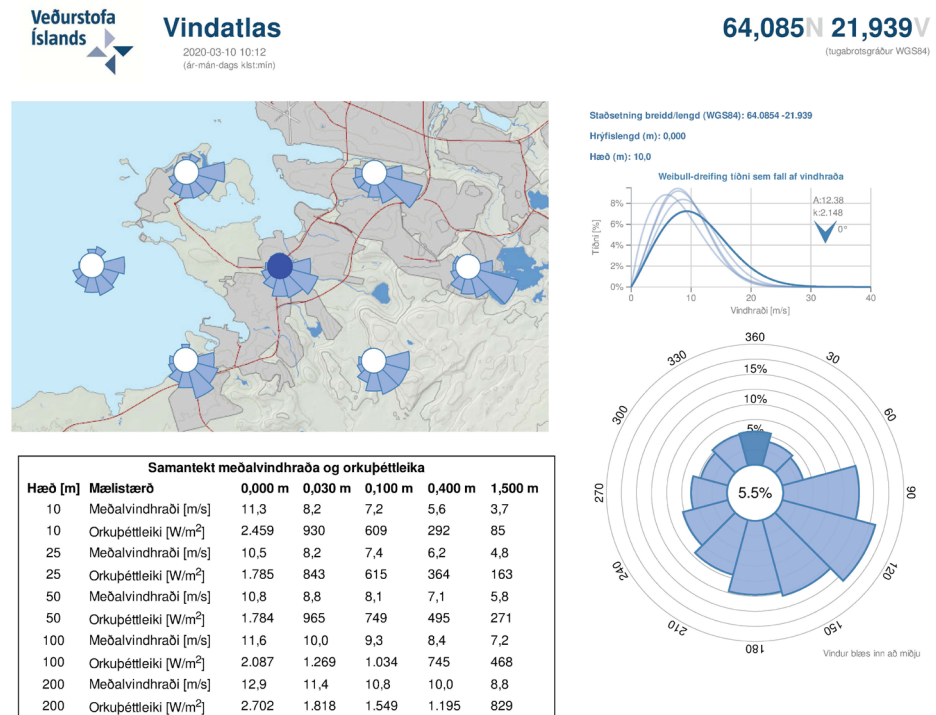 Veðurstofa
Íslands
Vindatlas
2020-03-10 10:12
(ár-mán-dags klst:mín)
64,085N 21,939V
(tugabrotsgráður WGS84)
Staðsetning breidd/lengd (WGS84): 64.0854 -21.939
Hrýfislengd (m): 0,000
Hæð (m): 10,0
Weibull-dreifing tíðni sem fall af vindhraða
A:12.38
k:2.148
0°
Tíðni [%]
8%
6%
4%
2%
0%
0 10 20 30 40
Vindhraði [m/s]
360
30
60
90
120
150
180
210
240
270
300
330
15%
10%
5%
5.5%
Vindur blæs inn að miðju
Samantekt meðalvindhraða og orkuþéttleika
Hæð [m] Mælistærð 0,000 m 0,030 m 0,100 m 0,400 m 1,500 m
10 Meðalvindhraði [m/s] 11,3 8,2 7,2 5,6 3,7
10 Orkuþéttleiki [W/m²] 2.459 930 609 292 85
25 Meðalvindhraði [m/s] 10,5 8,2 7,4 6,2 4,8
25 Orkuþéttleiki [W/m²] 1.785 843 615 364 163
50 Meðalvindhraði [m/s] 10,8 8,8 8,1 7,1 5,8
50 Orkuþéttleiki [W/m²] 1.784 965 749 495 271
100 Meðalvindhraði [m/s] 11,6 10,0 9,3 8,4 7,2
100 Orkuþéttleiki [W/m²] 2.087 1.269 1.034 745 468
200 Meðalvindhraði [m/s] 12,9 11,4 10,8 10,0 8,8
200 Orkuþéttleiki [W/m²] 2.702 1.818 1.549 1.195 829